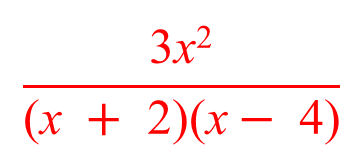 3x²
(x + 2)(x − 4)